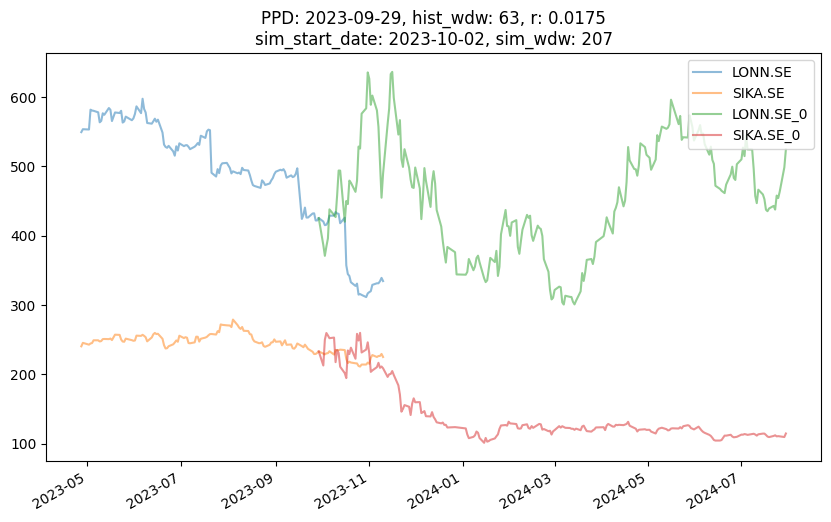 PPD: 2023-09-29, hist_wdw: 63, r: 0.0175
sim_start_date: 2023-10-02, sim_wdw: 207
LONN.SE
SIKA.SE
LONN.SE_0
SIKA.SE_0
600
500
400
300
200
100
2023-05
2023-07
2023-09
2023-11
2024-01
2024-03
2024-05
2024-07